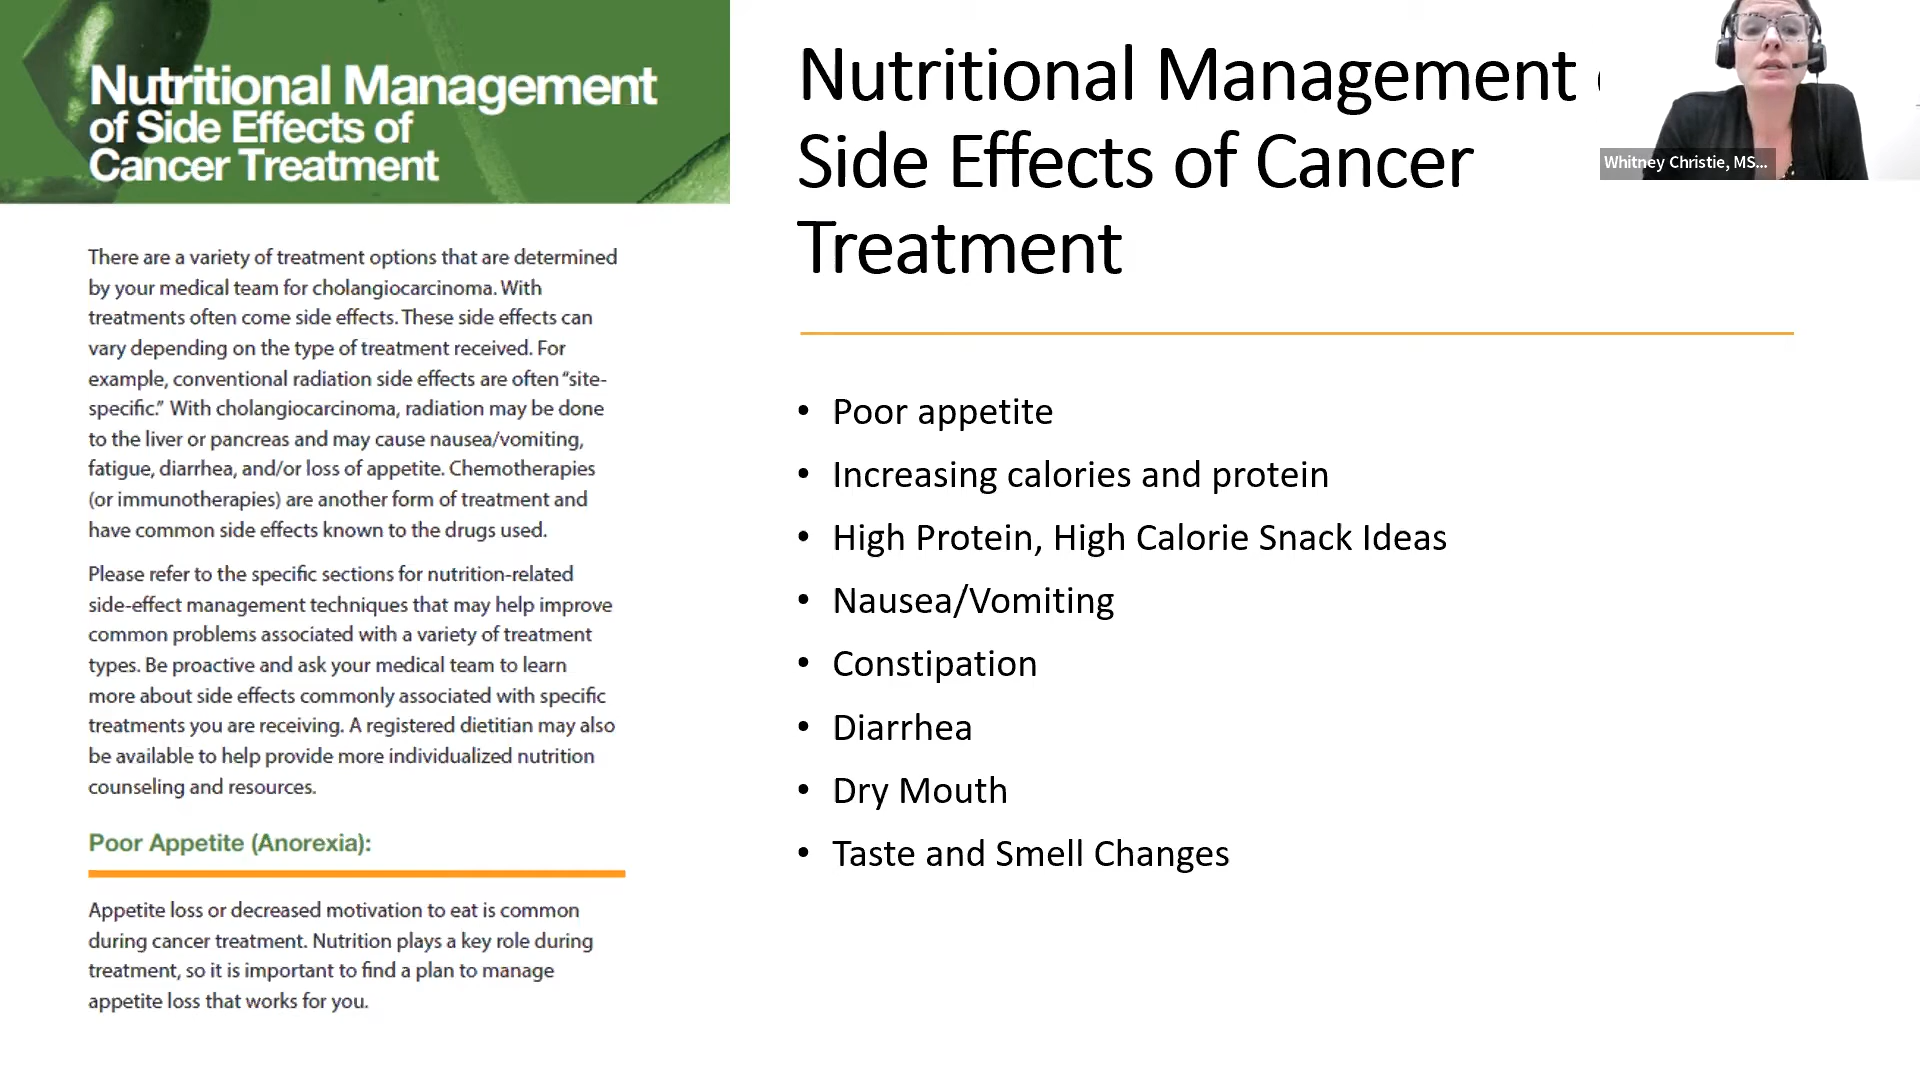 Nutritional Management
of Side Effects of
Cancer Treatment
There are a variety of treatment options that are determined
by your medical team for cholangiocarcinoma. With
treatments often come side effects. These side effects can
vary depending on the type of treatment received. For
example, conventional radiation side effects are often “site-
specific.” With cholangiocarcinoma, radiation may be done
to the liver or pancreas and may cause nausea/vomiting,
fatigue, diarrhea, and/or loss of appetite. Chemotherapies
(or immunotherapies) are another form of treatment and
have common side effects known to the drugs used.
Please refer to the specific sections for nutrition-related
side-effect management techniques that may help improve
common problems associated with a variety of treatment
types. Be proactive and ask your medical team to learn
more about side effects commonly associated with specific
treatments you are receiving. A registered dietitian may also
be available to help provide more individualized nutrition
counseling and resources.
Poor Appetite (Anorexia):
Appetite loss or decreased motivation to eat is common
during cancer treatment. Nutrition plays a key role during
treatment, so it is important to find a plan to manage
appetite loss that works for you.
Nutritional Management
Side Effects of Cancer
Treatment
• Poor appetite
• Increasing calories and protein
• High Protein, High Calorie Snack Ideas
• Nausea/Vomiting
• Constipation
• Diarrhea
• Dry Mouth
• Taste and Smell Changes
Whitney Christie, MS...